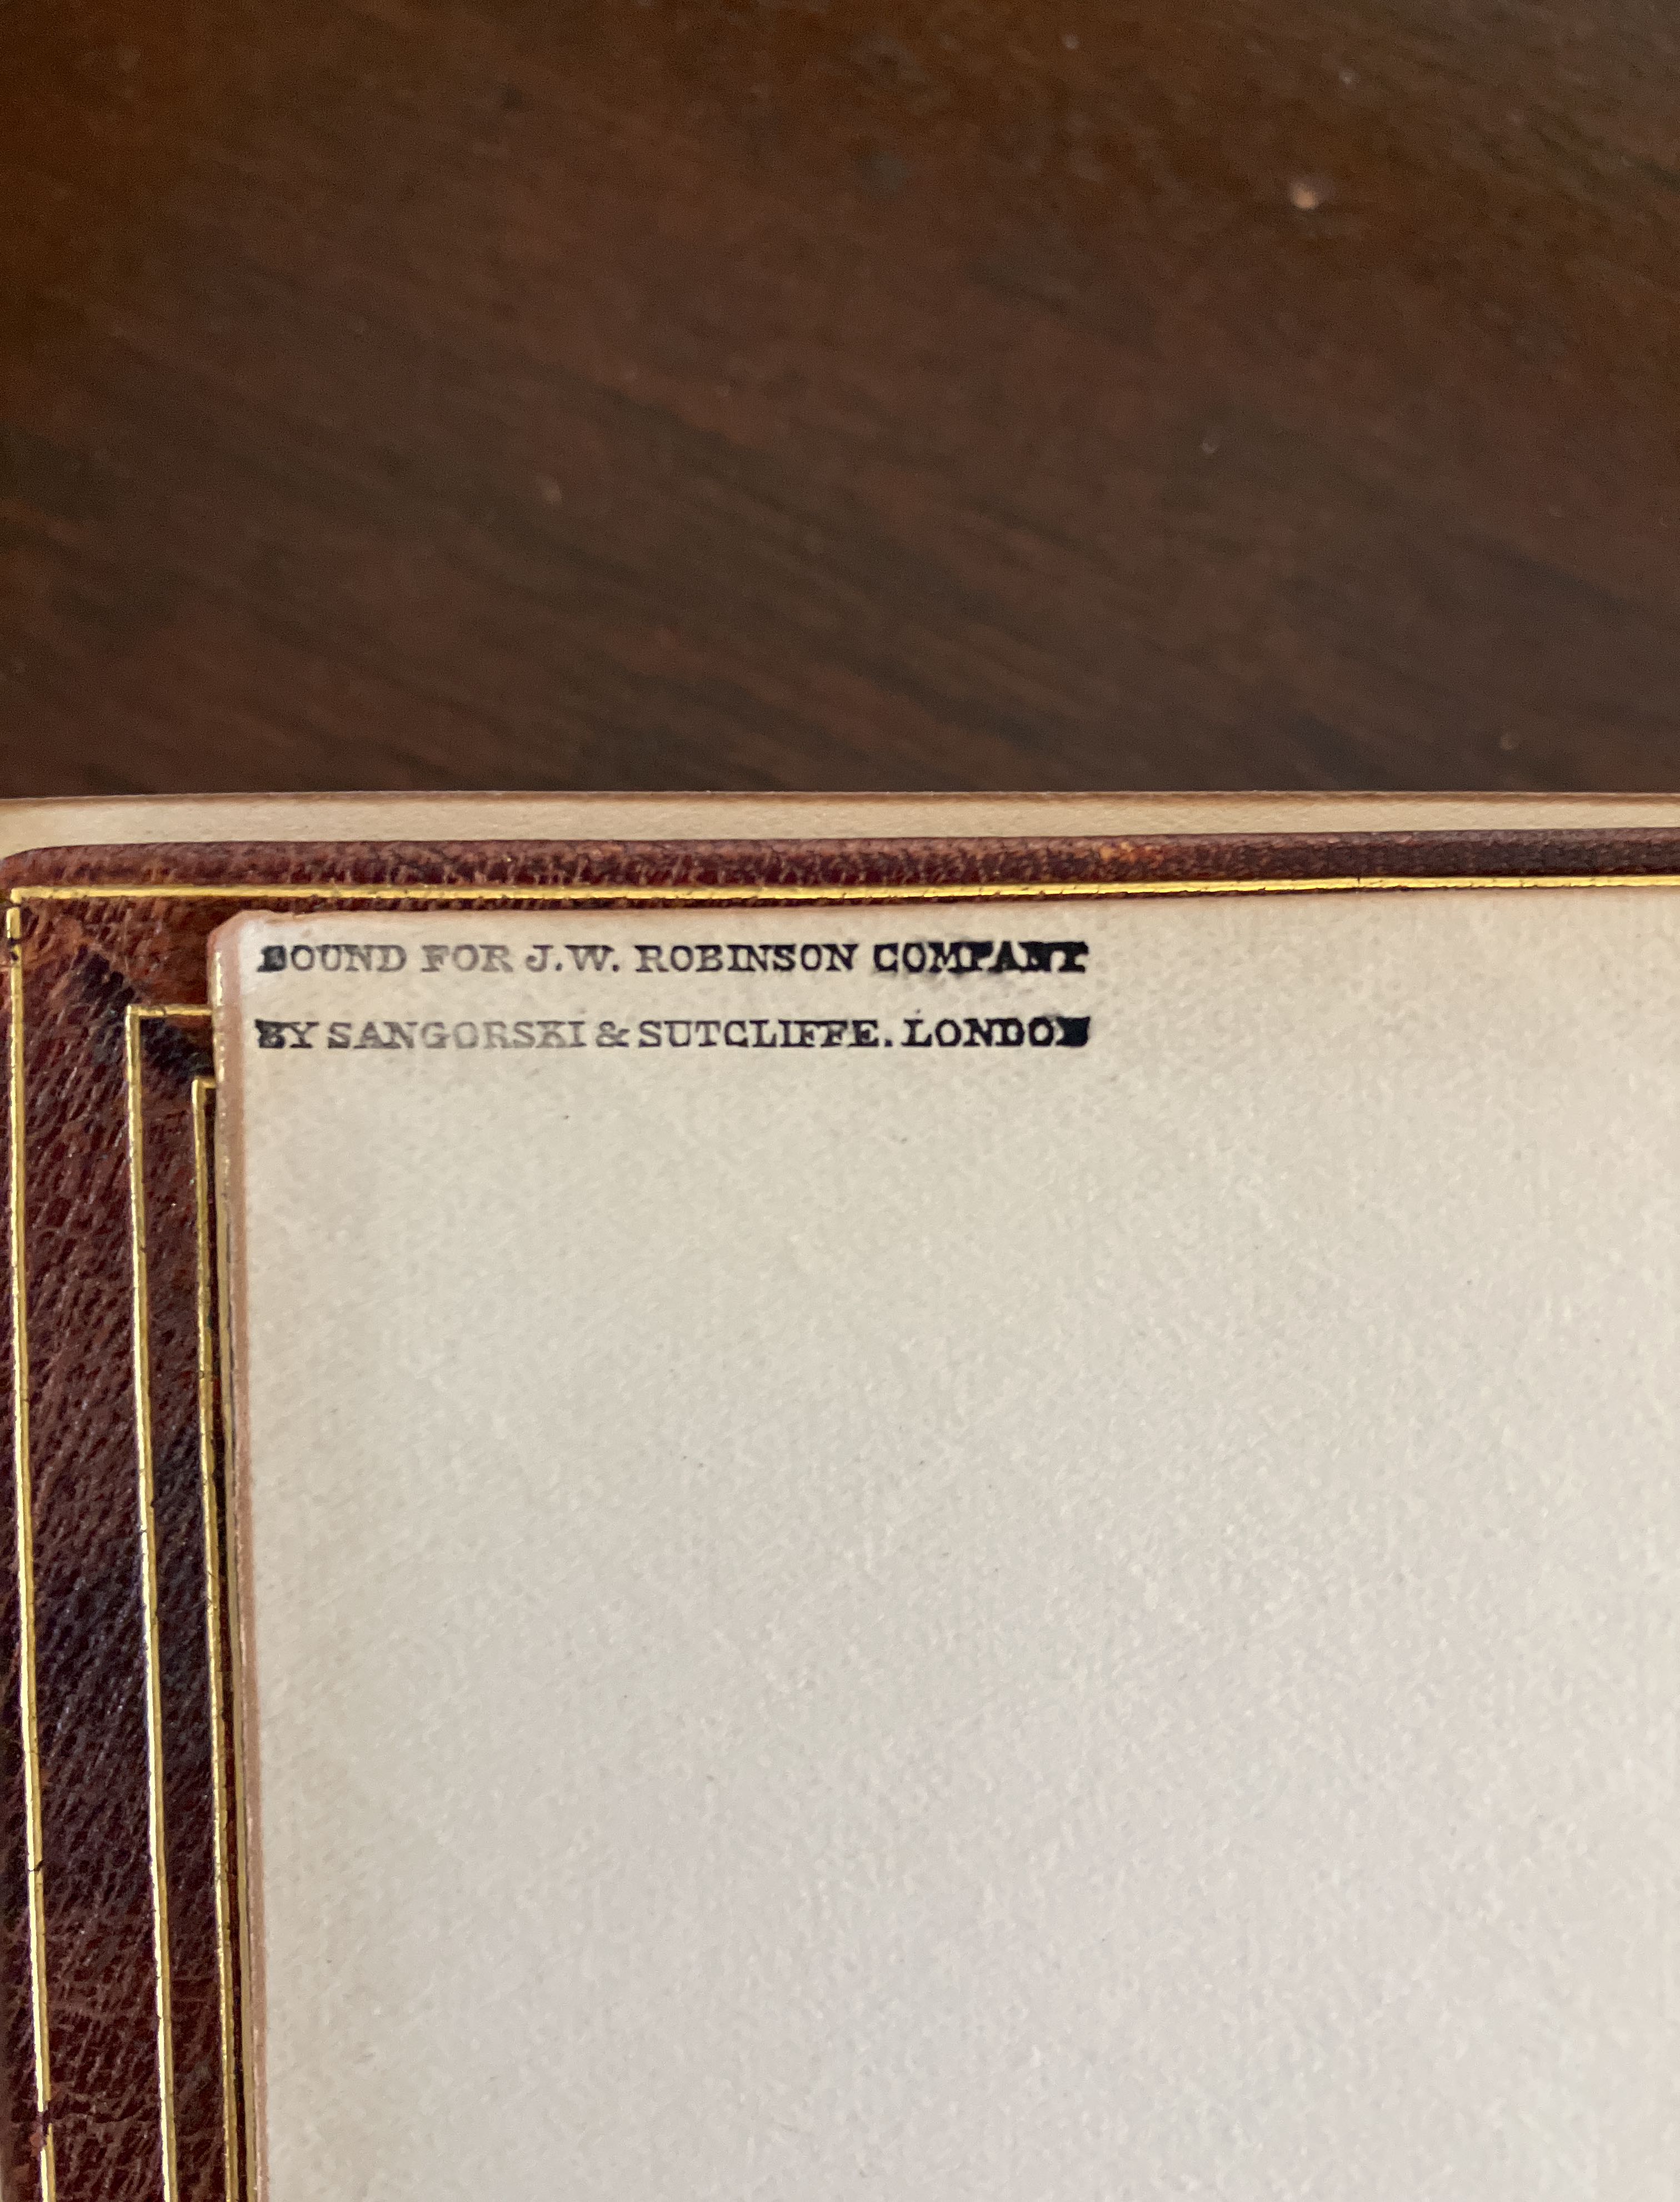 BOUND FOR J.W. ROBINSON COMPANY
BY SANGORSKI & SUTCLIFFE. LONDON